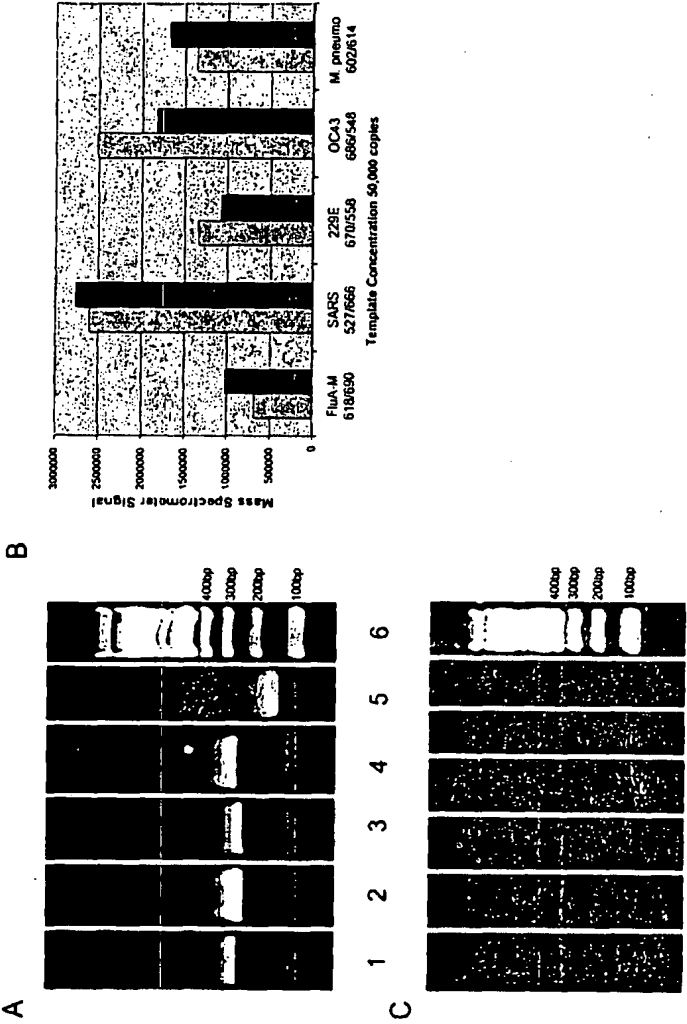 A
400bp
300bp
200bp
100bp
1 2 3 4 5 6
B
Mass Spectrometer Signal
3000000
2500000
2000000
1500000
1000000
500000
0
FluA-M SARS 229E OC43 M. pneumo
618/690 527/666 670/558 686/548 602/614
Template Concentration 50,000 copies
C
400bp
300bp
200bp
100bp